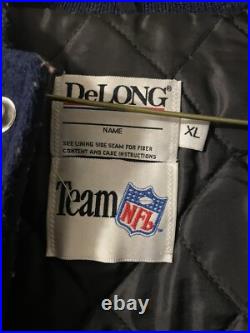 DeLONG®
NAME
XL
SEE LINING SIDE SEAM FOR FIBER
CONTENT AND CARE INSTRUCTIONS
Team NFL